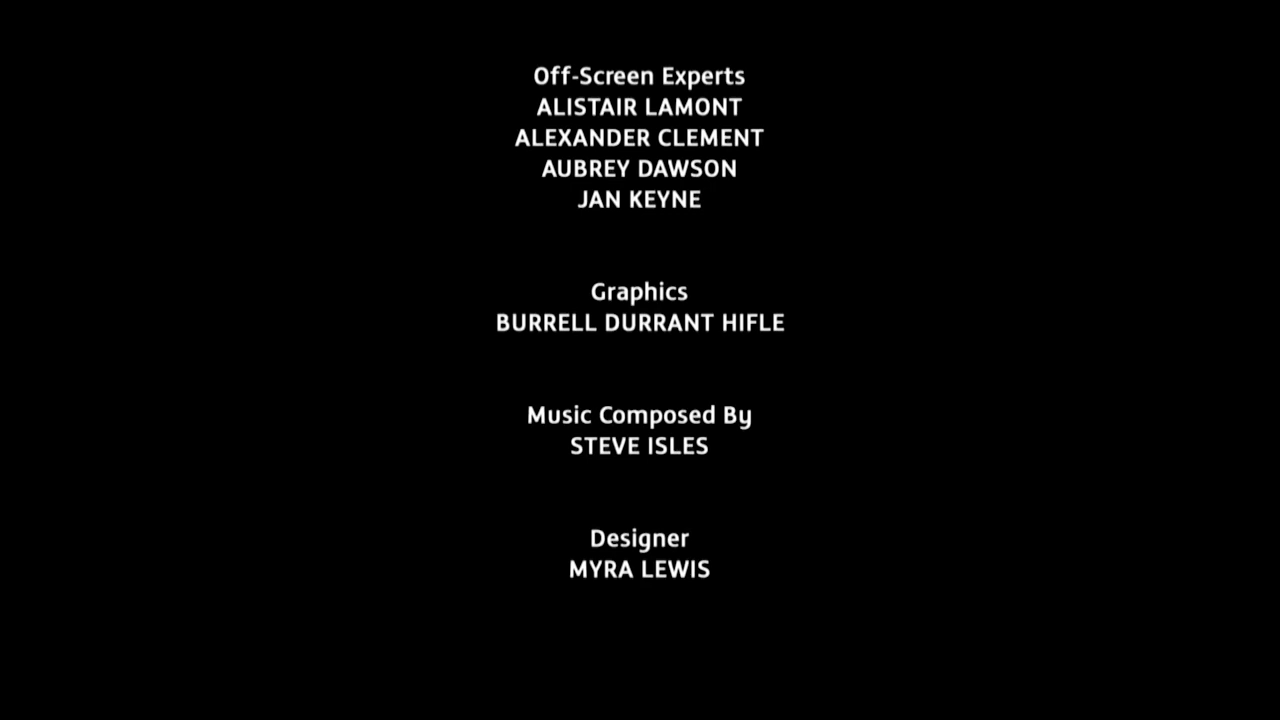 Off-Screen Experts
ALISTAIR LAMONT
ALEXANDER CLEMENT
AUBREY DAWSON
JAN KEYNE
Graphics
BURRELL DURRANT HIFLE
Music Composed By
STEVE ISLES
Designer
MYRA LEWIS